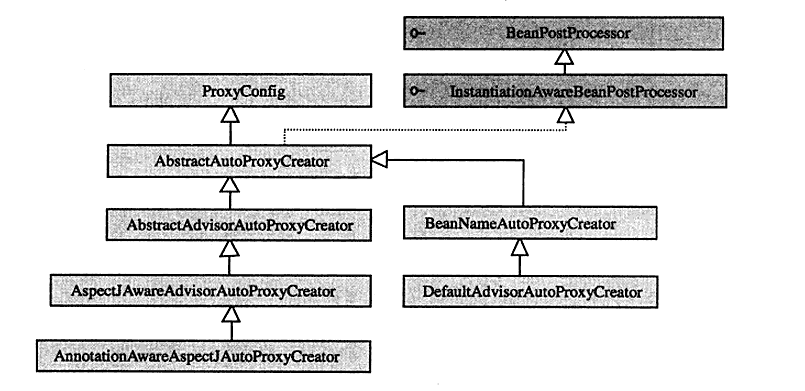 BeanPostProcessor
ProxyConfig
InstantiationAwareBeanPostProcessor
AbstractAutoProxyCreator
AbstractAdvisorAutoProxyCreator
BeanNameAutoProxyCreator
AspectJAwareAdvisorAutoProxyCreator
DefaultAdvisorAutoProxyCreator
AnnotationAwareAspectJAutoProxyCreator